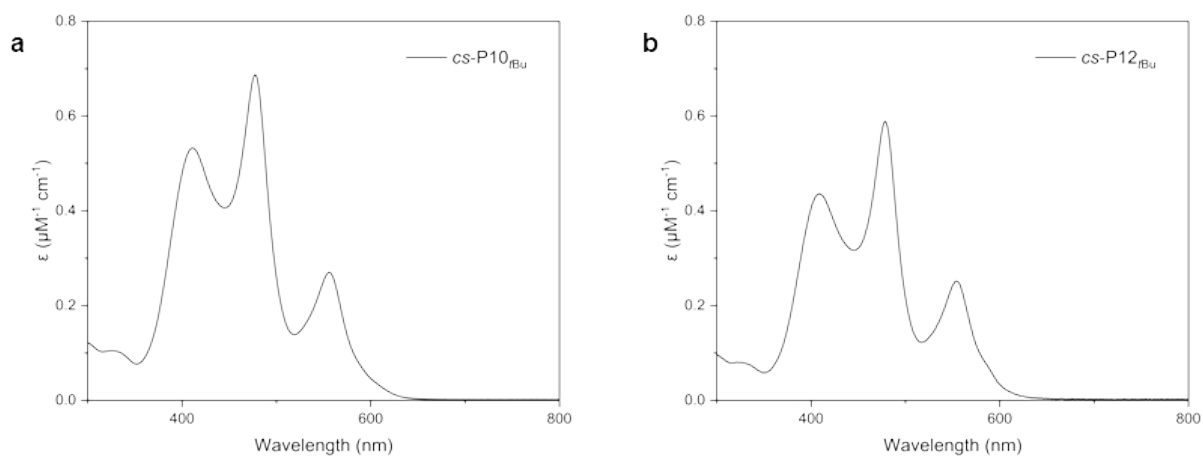 a
0.8
0.6
0.4
0.2
0.0
ε (μM⁻¹ cm⁻¹)
cs-P10tBu
400
600
800
Wavelength (nm)
b
0.8
0.6
0.4
0.2
0.0
ε (μM⁻¹ cm⁻¹)
cs-P12tBu
400
600
800
Wavelength (nm)